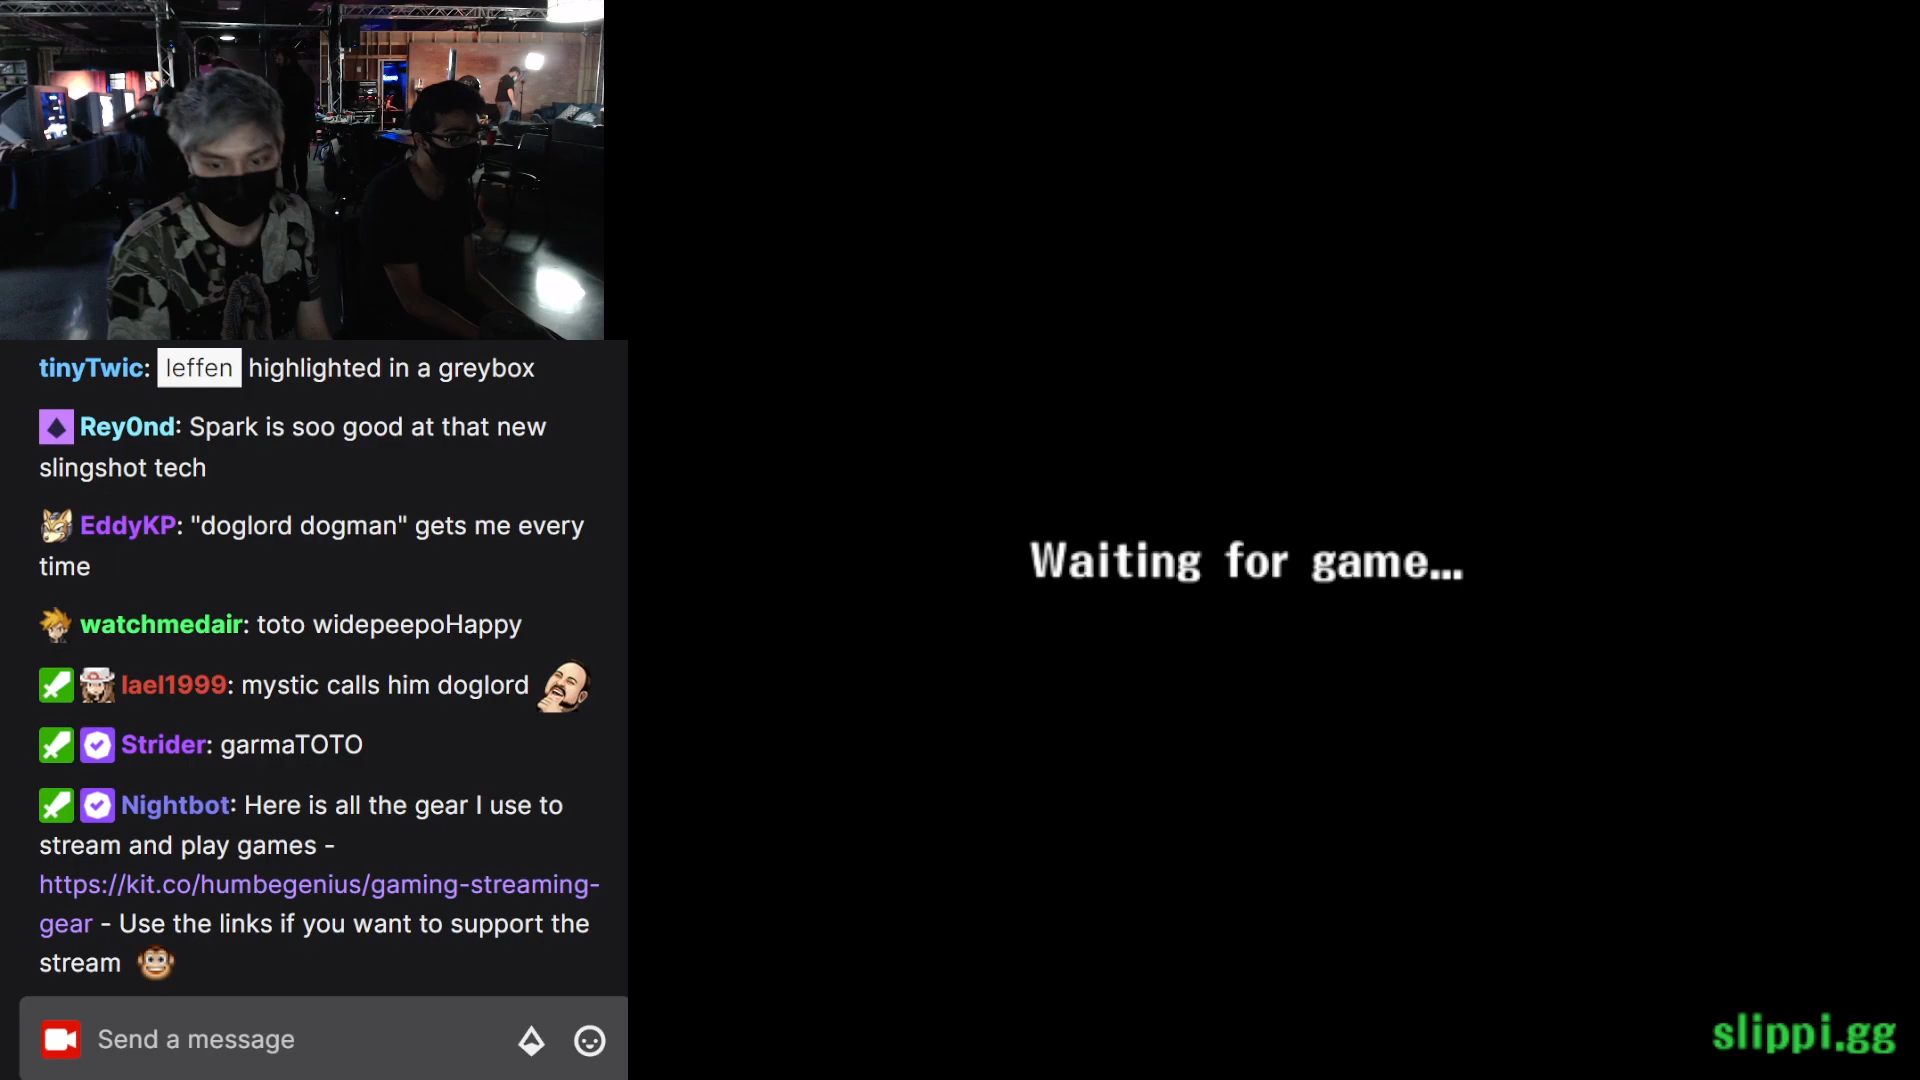 tinyTwic: leffen highlighted in a greybox
Rey0nd: Spark is soo good at that new
slingshot tech
EddyKP: "doglord dogman" gets me every
time
watchmedair: toto widepeepoHappy
lael1999: mystic calls him doglord
Strider: garmaTOTO
Nightbot: Here is all the gear I use to
stream and play games -
https://kit.co/humbegenius/gaming-streaming-
gear - Use the links if you want to support the
stream
Send a message
Waiting for game...
slippi.gg